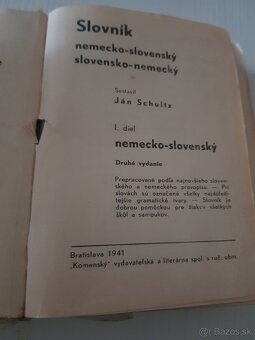 Slovník
nemecko-slovenský
slovensko-nemecký
Sostavil
Ján Schultz
I. diel
nemecko-slovenský
Druhé vydanie
Prepracované podľa najnovšieho sloven-
ského a nemeckého pravopisu — Pri
slovách sú označené všetky najdôleži-
tejšie gramatické tvary. — Slovník je
dobrou pomôckou pre žiakov všetkých
škôl a samoukov.
Bratislava 1941
„Komenský" vydavateľská a literárna spol. s ruč. obm.
Bazos.sk